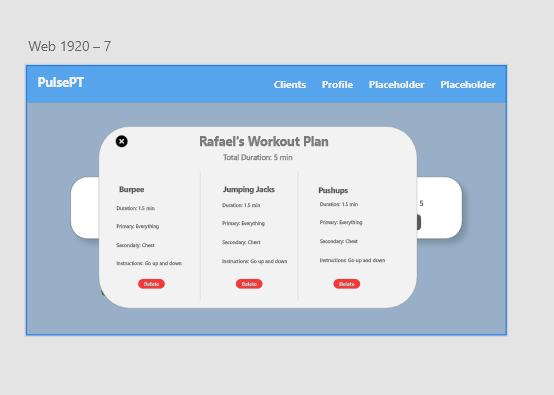 Web 1920 – 7
PulsePT
Clients Profile Placeholder Placeholder
Rafael's Workout Plan
Total Duration: 5 min
Burpee
Duration: 1.5 min
Primary: Everything
Secondary: Chest
Instructions: Go up and down
Delete
Jumping Jacks
Duration: 1.5 min
Primary: Everything
Secondary: Chest
Instructions: Go up and down
Delete
Pushups
Duration: 1.5 min
Primary: Everything
Secondary: Chest
Instructions: Go up and down
Delete
5